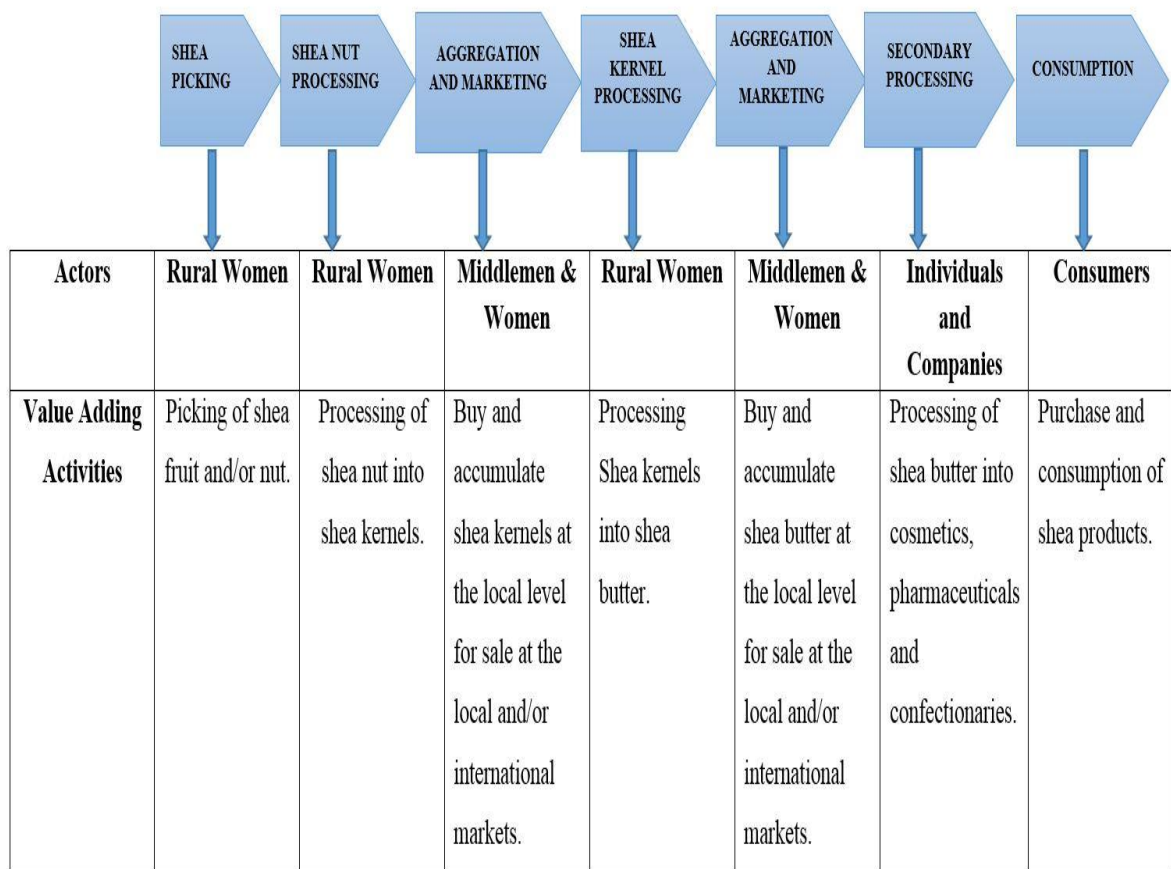 SHEA
PICKING
SHEA NUT
PROCESSING
AGGREGATION
AND MARKETING
SHEA
KERNEL
PROCESSING
AGGREGATION
AND
MARKETING
SECONDARY
PROCESSING
CONSUMPTION
Actors
Rural Women
Rural Women
Middlemen &
Women
Rural Women
Middlemen &
Women
Individuals
and
Companies
Consumers
Value Adding
Activities
Picking of shea
fruit and/or nut.
Processing of
shea nut into
shea kernels.
Buy and
accumulate
shea kernels at
the local level
for sale at the
local and/or
international
markets.
Processing
Shea kernels
into shea
butter.
Buy and
accumulate
shea butter at
the local level
for sale at the
local and/or
international
markets.
Processing of
shea butter into
cosmetics,
pharmaceuticals
and
confectionaries.
Purchase and
consumption of
shea products.